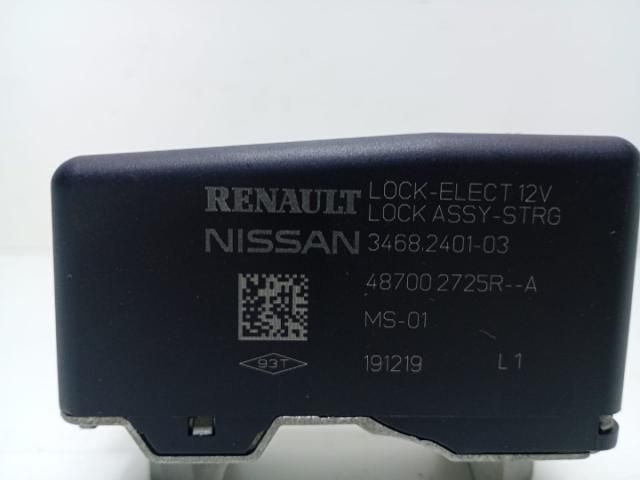 RENAULT LOCK-ELECT 12V
LOCK ASSY-STRG
NISSAN 3468.2401-03
48700 2725R--A
MS-01
93T 191219 L1